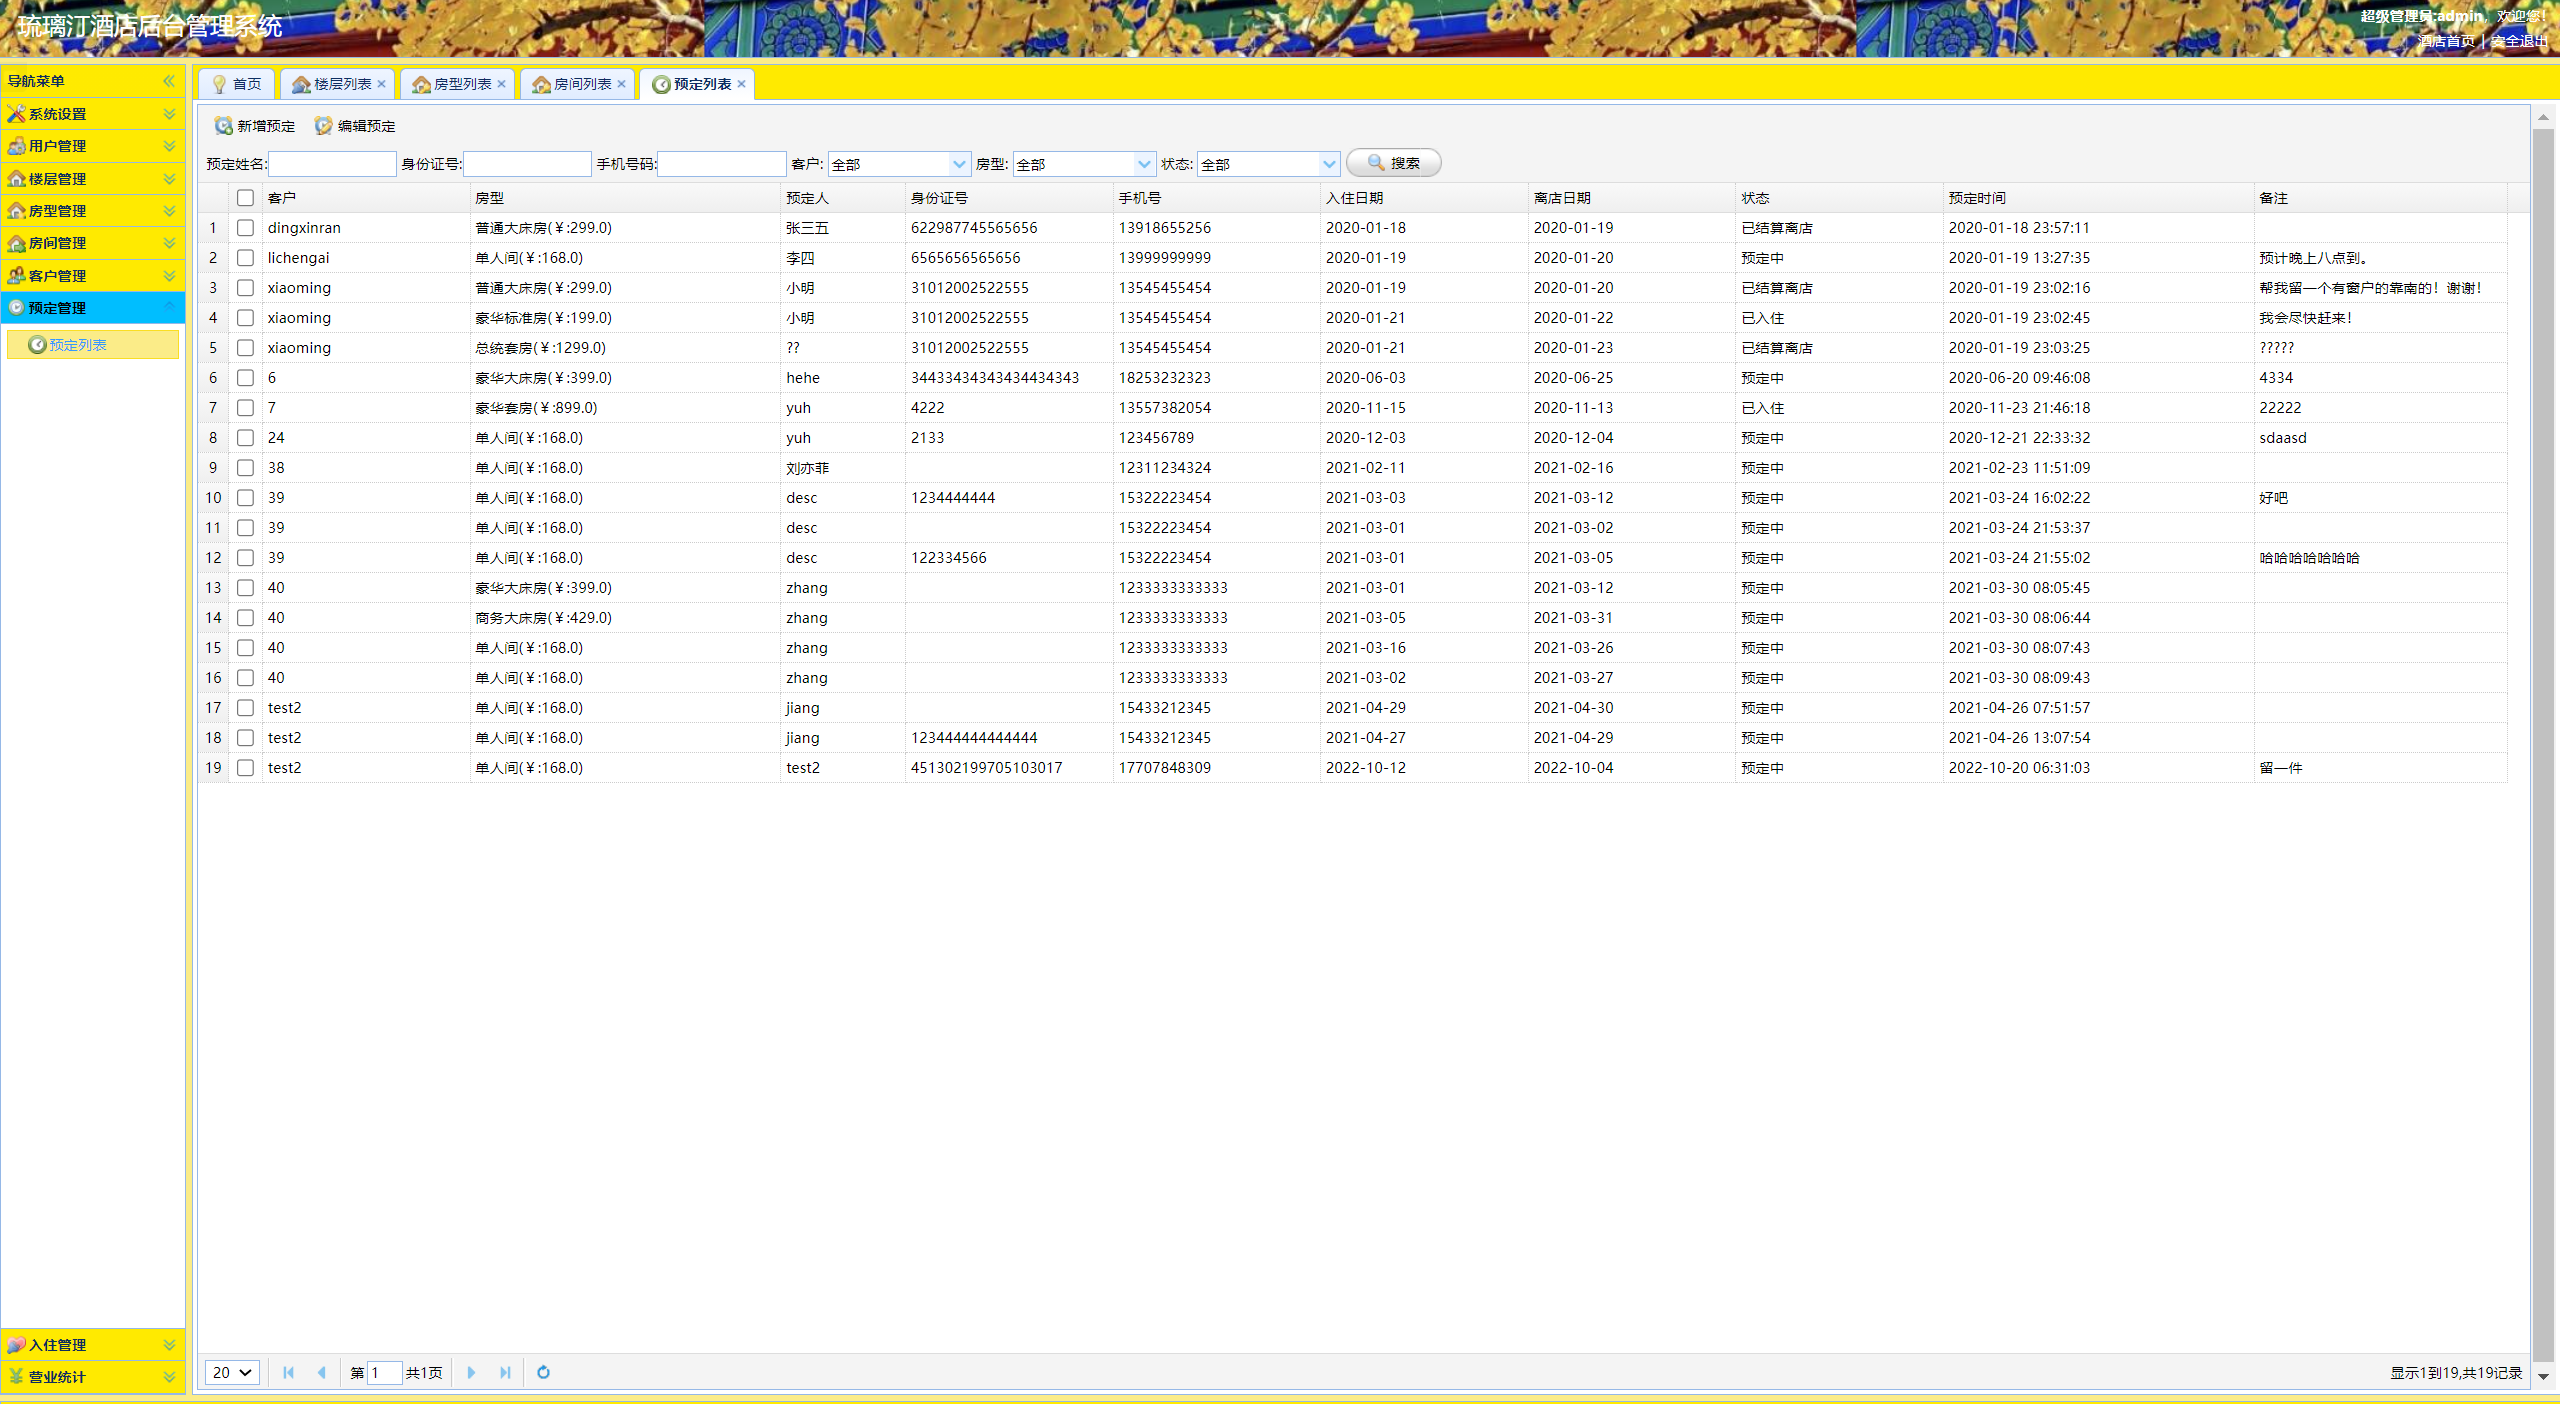 琉璃汀酒店后台管理系统
超级管理员:admin，欢迎您！
酒店首页 | 安全退出
导航菜单
系统设置
用户管理
楼层管理
房型管理
房间管理
客户管理
预定管理
预定列表
入住管理
营业统计
首页 楼层列表 房型列表 房间列表 预定列表
新增预定 编辑预定
预定姓名: 身份证号: 手机号码: 客户: 全部 房型: 全部 状态: 全部 搜索
客户 房型 预定人 身份证号 手机号 入住日期 离店日期 状态 预定时间 备注
1 dingxinran 普通大床房(￥:299.0) 张三五 622987745565656 13918655256 2020-01-18 2020-01-19 已结算离店 2020-01-18 23:57:11
2 lichengai 单人间(￥:168.0) 李四 6565656565656 13999999999 2020-01-19 2020-01-20 预定中 2020-01-19 13:27:35 预计晚上八点到。
3 xiaoming 普通大床房(￥:299.0) 小明 31012002522555 13545455454 2020-01-19 2020-01-20 已结算离店 2020-01-19 23:02:16 帮我留一个有窗户的靠南的！谢谢！
4 xiaoming 豪华标准房(￥:199.0) 小明 31012002522555 13545455454 2020-01-21 2020-01-22 已入住 2020-01-19 23:02:45 我会尽快赶来！
5 xiaoming 总统套房(￥:1299.0) ?? 31012002522555 13545455454 2020-01-21 2020-01-23 已结算离店 2020-01-19 23:03:25 ?????
6 6 豪华大床房(￥:399.0) hehe 34433434343434434343 18253232323 2020-06-03 2020-06-25 预定中 2020-06-20 09:46:08 4334
7 7 豪华套房(￥:899.0) yuh 4222 13557382054 2020-11-15 2020-11-13 已入住 2020-11-23 21:46:18 22222
8 24 单人间(￥:168.0) yuh 2133 123456789 2020-12-03 2020-12-04 预定中 2020-12-21 22:33:32 sdaasd
9 38 单人间(￥:168.0) 刘亦菲 12311234324 2021-02-11 2021-02-16 预定中 2021-02-23 11:51:09
10 39 单人间(￥:168.0) desc 1234444444 15322223454 2021-03-03 2021-03-12 预定中 2021-03-24 16:02:22 好吧
11 39 单人间(￥:168.0) desc 15322223454 2021-03-01 2021-03-02 预定中 2021-03-24 21:53:37
12 39 单人间(￥:168.0) desc 122334566 15322223454 2021-03-01 2021-03-05 预定中 2021-03-24 21:55:02 哈哈哈哈哈哈哈
13 40 豪华大床房(￥:399.0) zhang 1233333333333 2021-03-01 2021-03-12 预定中 2021-03-30 08:05:45
14 40 商务大床房(￥:429.0) zhang 1233333333333 2021-03-05 2021-03-31 预定中 2021-03-30 08:06:44
15 40 单人间(￥:168.0) zhang 1233333333333 2021-03-16 2021-03-26 预定中 2021-03-30 08:07:43
16 40 单人间(￥:168.0) zhang 1233333333333 2021-03-02 2021-03-27 预定中 2021-03-30 08:09:43
17 test2 单人间(￥:168.0) jiang 15433212345 2021-04-29 2021-04-30 预定中 2021-04-26 07:51:57
18 test2 单人间(￥:168.0) jiang 123444444444444 15433212345 2021-04-27 2021-04-29 预定中 2021-04-26 13:07:54
19 test2 单人间(￥:168.0) test2 451302199705103017 17707848309 2022-10-12 2022-10-04 预定中 2022-10-20 06:31:03 留一件
20 第 1 共1页 显示1到19,共19记录